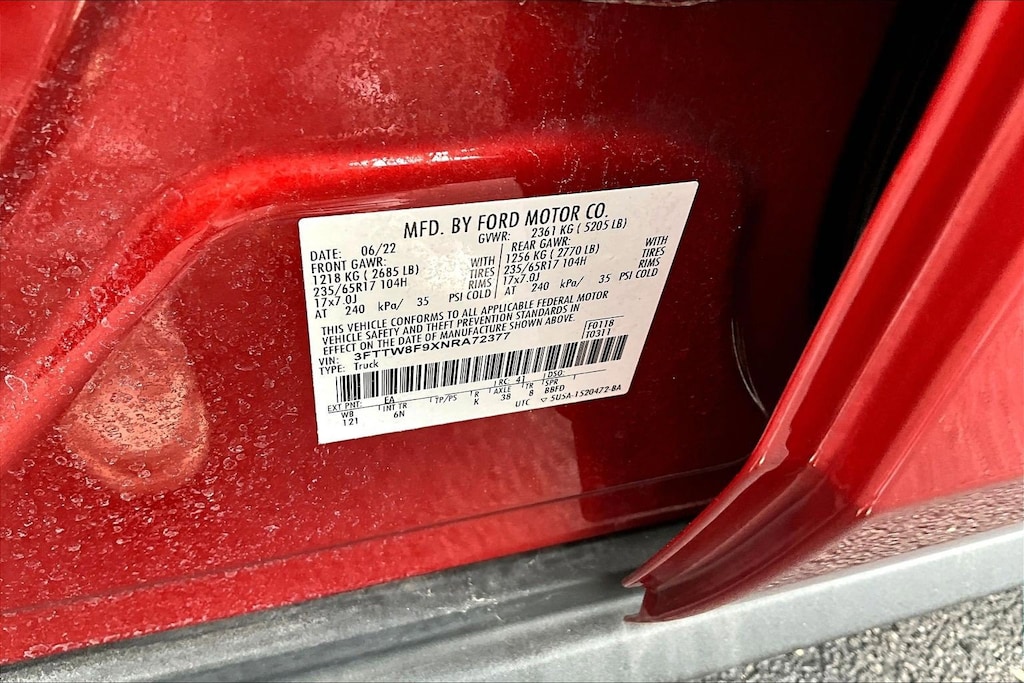 MFD. BY FORD MOTOR CO.
DATE: 06/22 GVWR: 2361 KG ( 5205 LB)
FRONT GAWR: REAR GAWR:
1218 KG ( 2685 LB) WITH 1256 KG ( 2770 LB) WITH
235/65R17 104H TIRES 235/65R17 104H TIRES
17x7.0J RIMS 17x7.0J RIMS
AT 240 kPa/ 35 PSI COLD AT 240 kPa/ 35 PSI COLD
THIS VEHICLE CONFORMS TO ALL APPLICABLE FEDERAL MOTOR
VEHICLE SAFETY AND THEFT PREVENTION STANDARDS IN
EFFECT ON THE DATE OF MANUFACTURE SHOWN ABOVE.
VIN: 3FTTW8F9XNRA72377 F0118
TYPE: Truck T0311
EXT PNT: EA RC: 41 DSO:
WB INT TR TP/PS R AXLE TR SPR
121 6N K 38 8 BBFD
UTC ▽ 5U5A-1520472-BA